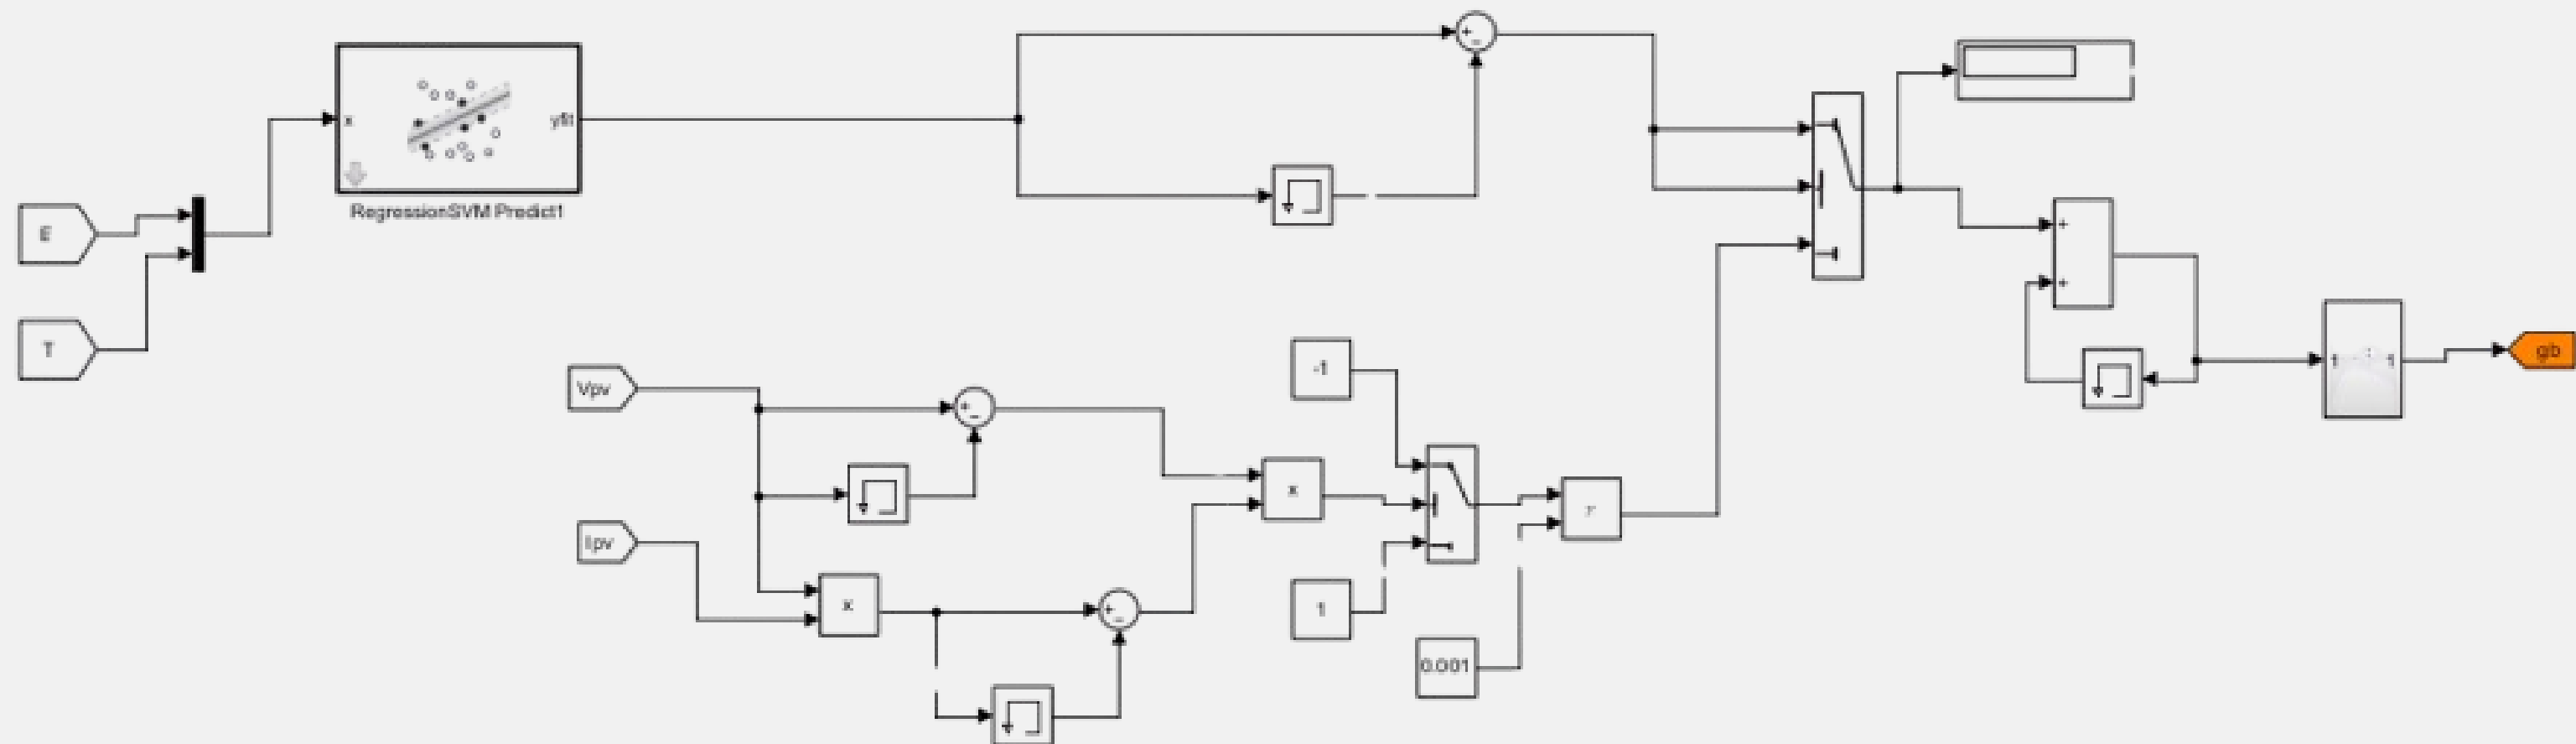 x
yfit
E
RegressionSVM Predict1
T
Vpv
-1
gb
x
Ipv
x
1
0.001